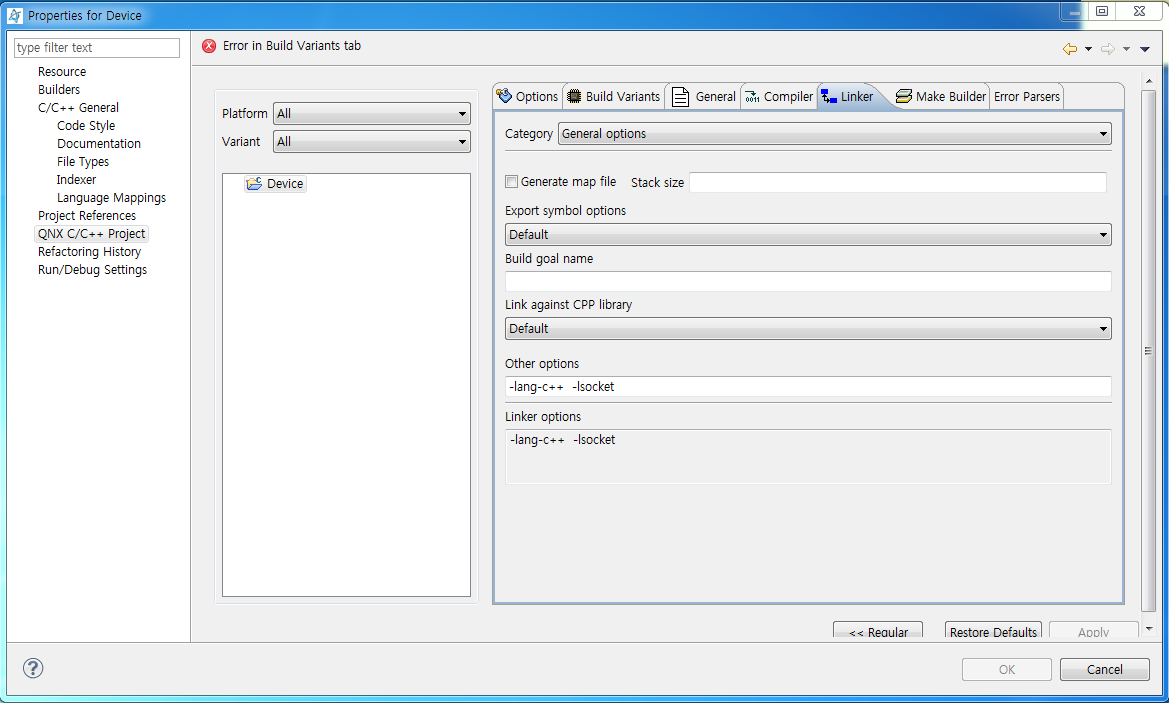 Properties for Device
type filter text
Error in Build Variants tab
Resource
Builders
C/C++ General
Code Style
Documentation
File Types
Indexer
Language Mappings
Project References
QNX C/C++ Project
Refactoring History
Run/Debug Settings
Platform All
Variant All
Device
Options Build Variants General Compiler Linker Make Builder Error Parsers
Category General options
Generate map file Stack size
Export symbol options
Default
Build goal name
Link against CPP library
Default
Other options
-lang-c++ -lsocket
Linker options
-lang-c++ -lsocket
<< Regular Restore Defaults Apply
OK Cancel